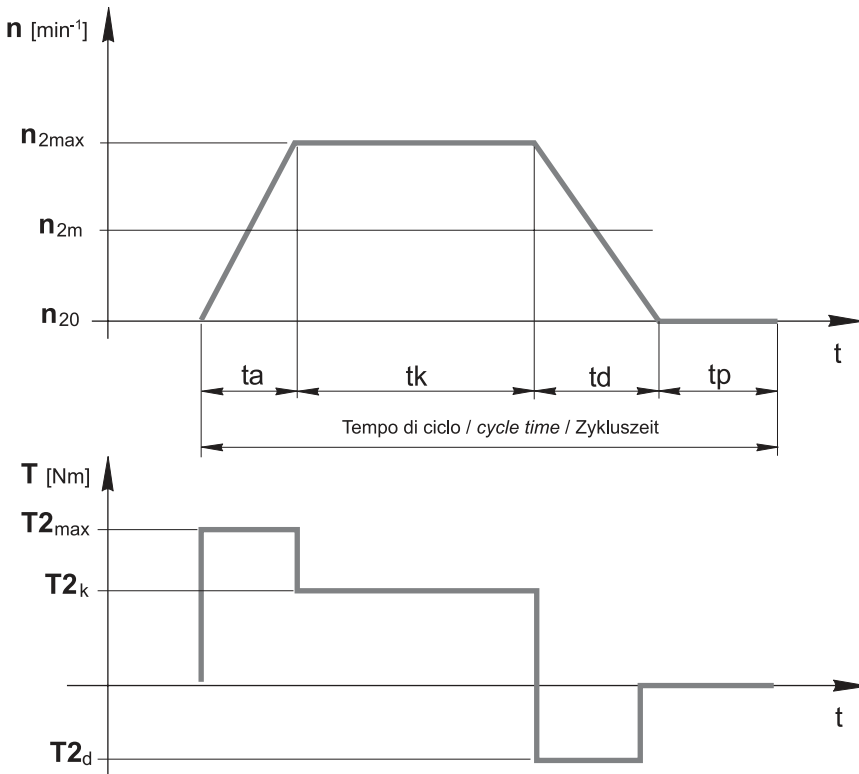 n [min-1]
n2max
n2m
n20
t
ta tk td tp
Tempo di ciclo / cycle time / Zykluszeit
T [Nm]
T2max
T2k
t
T2d